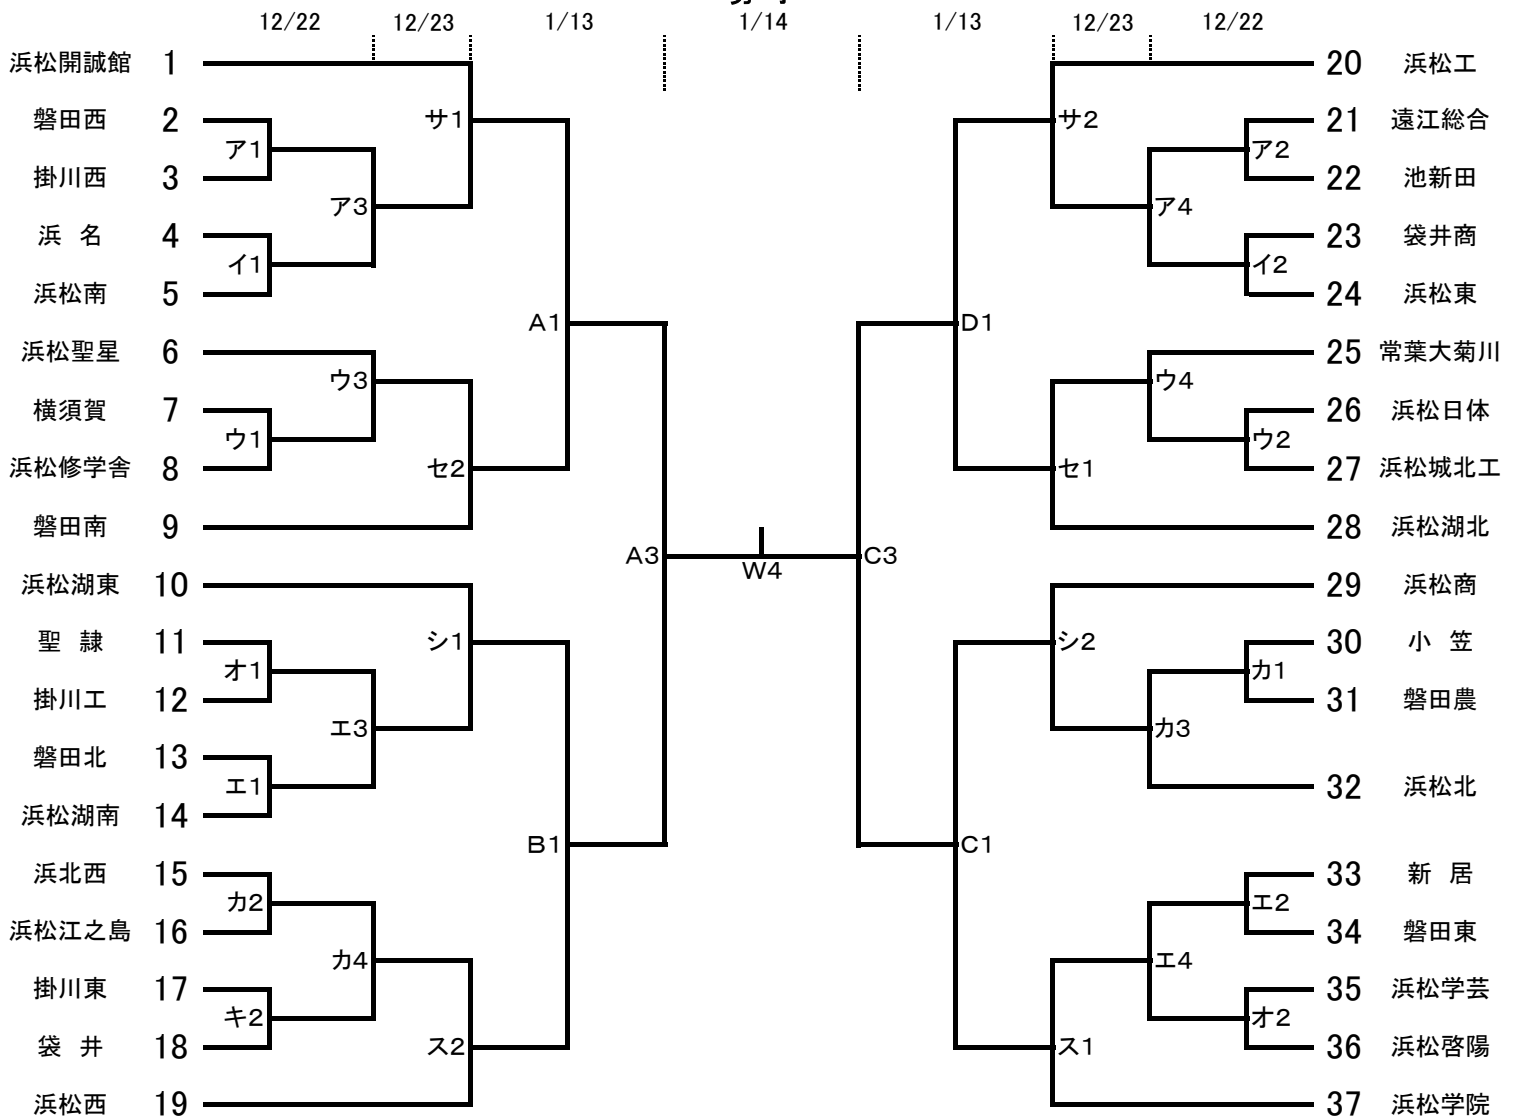 12/22 12/23 1/13 1/14 1/13 12/23 12/22
浜松開誠館 1 20 浜松工
磐田西 2 サ1 サ2 21 遠江総合
ア1 ア2
掛川西 3 22 池新田
ア3 ア4
浜 名 4 23 袋井商
イ1 イ2
浜松南 5 24 浜松東
A1 D1
浜松聖星 6 25 常葉大菊川
ウ3 ウ4
横須賀 7 26 浜松日体
ウ1 ウ2
浜松修学舎 8 セ2 セ1 27 浜松城北工
磐田南 9 28 浜松湖北
A3 C3
W4
浜松湖東 10 29 浜松商
聖 隷 11 シ1 シ2 30 小 笠
オ1 カ1
掛川工 12 31 磐田農
エ3 カ3
磐田北 13
エ1 32 浜松北
浜松湖南 14
B1 C1
浜北西 15 33 新 居
カ2 エ2
浜松江之島 16 34 磐田東
カ4 エ4
掛川東 17 35 浜松学芸
キ2 オ2
袋 井 18 ス2 ス1 36 浜松啓陽
浜松西 19 37 浜松学院